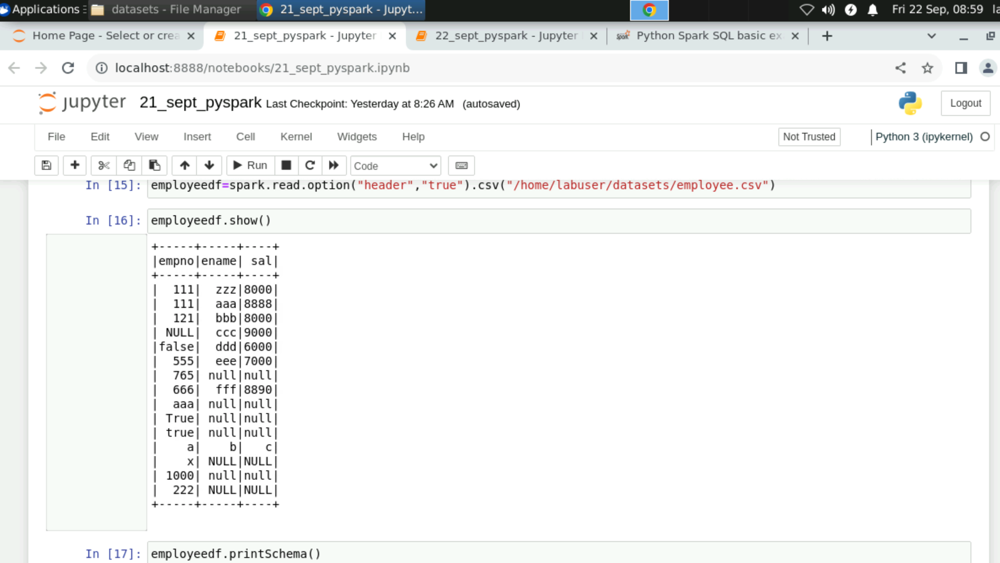 Applications datasets - File Manager 21_sept_pyspark - Jupyt... Fri 22 Sep, 08:59 la
Home Page - Select or crea 21_sept_pyspark - Jupyter 22_sept_pyspark - Jupyter Python Spark SQL basic ex
localhost:8888/notebooks/21_sept_pyspark.ipynb
jupyter 21_sept_pyspark Last Checkpoint: Yesterday at 8:26 AM (autosaved) Logout
File Edit View Insert Cell Kernel Widgets Help Not Trusted Python 3 (ipykernel)
Run Code
In [15]: employeedf=spark.read.option("header","true").csv("/home/labuser/datasets/employee.csv")
In [16]: employeedf.show()
+-----+-----+----+
|empno|ename| sal|
+-----+-----+----+
|  111|  zzz|8000|
|  111|  aaa|8888|
|  121|  bbb|8000|
| NULL|  ccc|9000|
|false|  ddd|6000|
|  555|  eee|7000|
|  765| null|null|
|  666|  fff|8890|
|  aaa| null|null|
| True| null|null|
| true| null|null|
|    a|    b|   c|
|    x| NULL|NULL|
| 1000| null|null|
|  222| NULL|NULL|
+-----+-----+----+
In [17]: employeedf.printSchema()